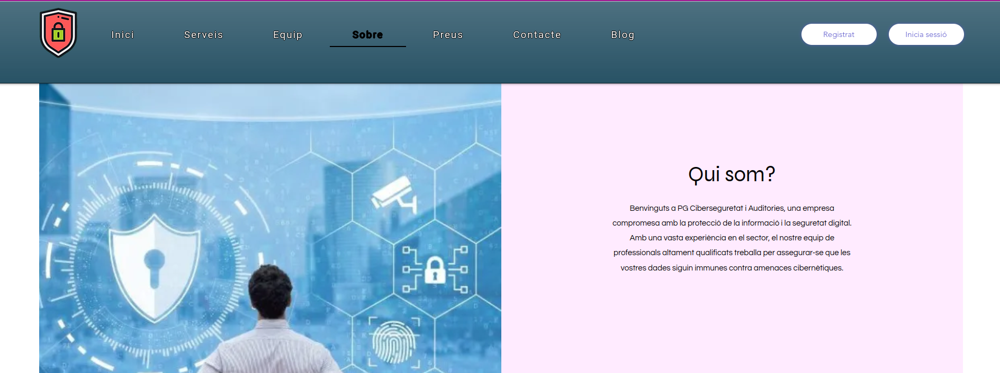 Inici
Serveis
Equip
Sobre
Preus
Contacte
Blog
Registrat
Inicia sessió
Qui som?
Benvinguts a PG Ciberseguretat i Auditories, una empresa
compromesa amb la protecció de la informació i la seguretat digital.
Amb una vasta experiència en el sector, el nostre equip de
professionals altament qualificats treballa per assegurar-se que les
vostres dades siguin immunes contra amenaces cibernètiques.